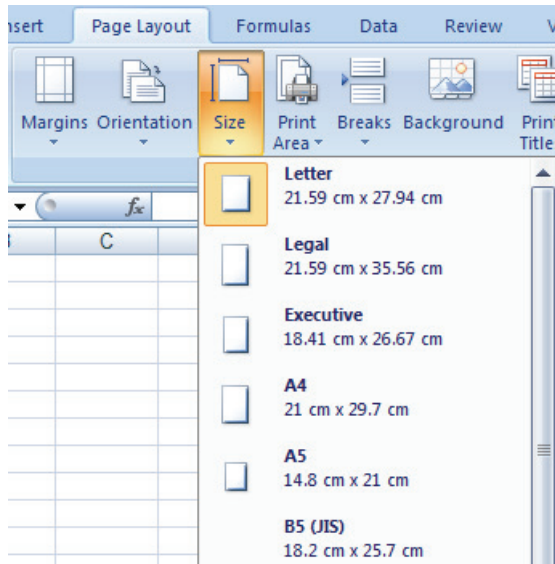 nsert Page Layout Formulas Data Review
Margins Orientation Size Print Area Breaks Background Print Title
fx
C
Letter
21.59 cm x 27.94 cm
Legal
21.59 cm x 35.56 cm
Executive
18.41 cm x 26.67 cm
A4
21 cm x 29.7 cm
A5
14.8 cm x 21 cm
B5 (JIS)
18.2 cm x 25.7 cm